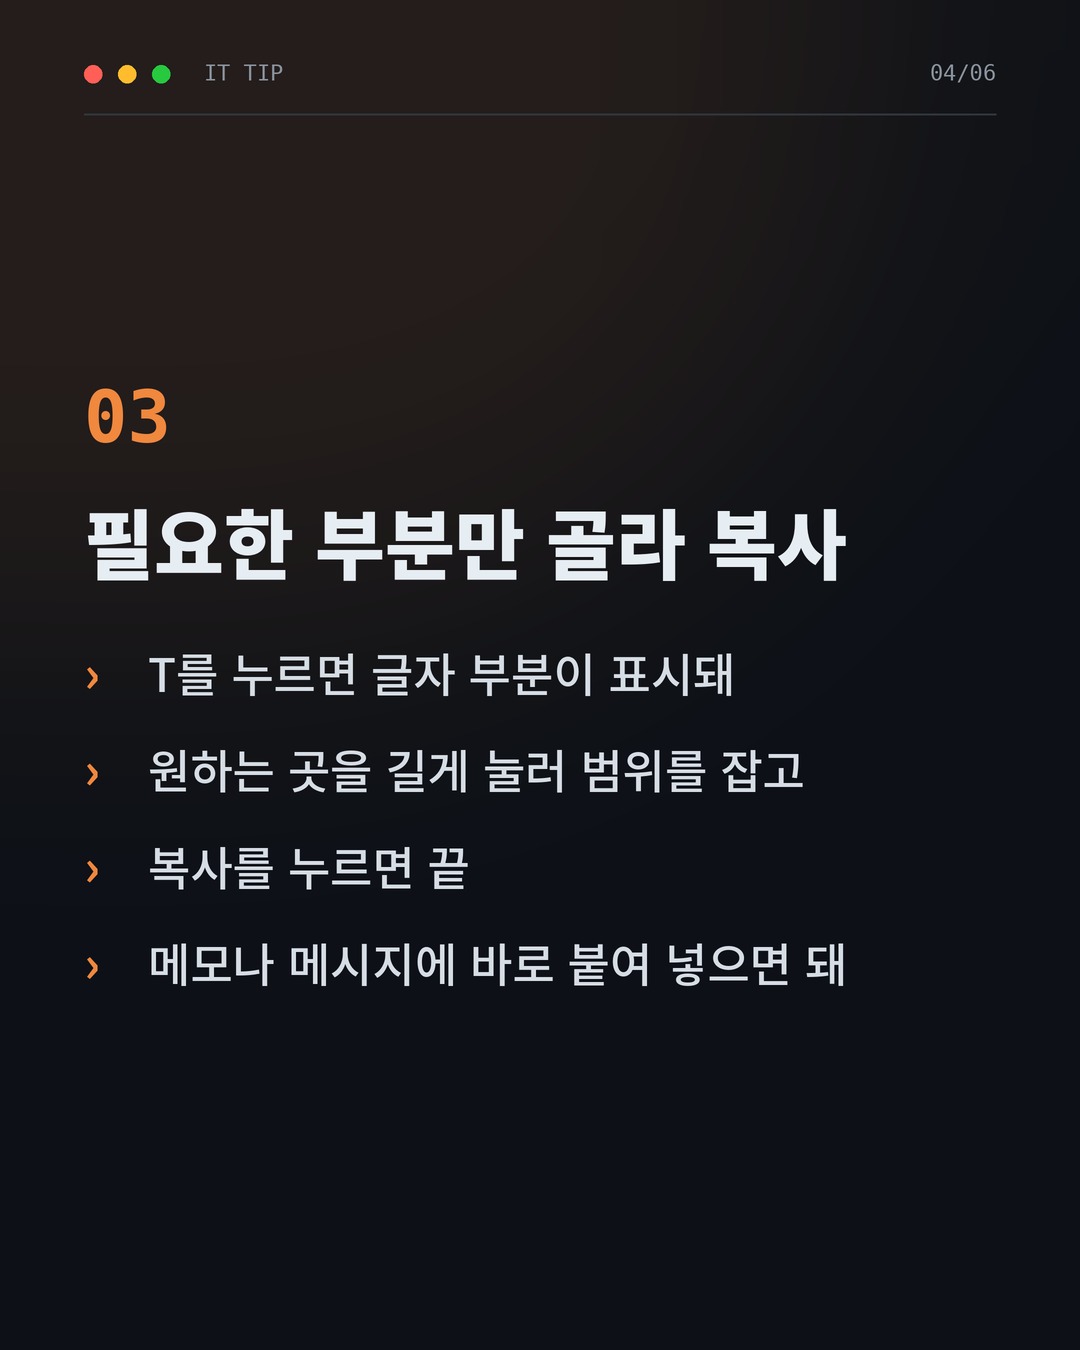 IT TIP
04/06
03
필요한 부분만 골라 복사
› T를 누르면 글자 부분이 표시돼
› 원하는 곳을 길게 눌러 범위를 잡고
› 복사를 누르면 끝
› 메모나 메시지에 바로 붙여 넣으면 돼